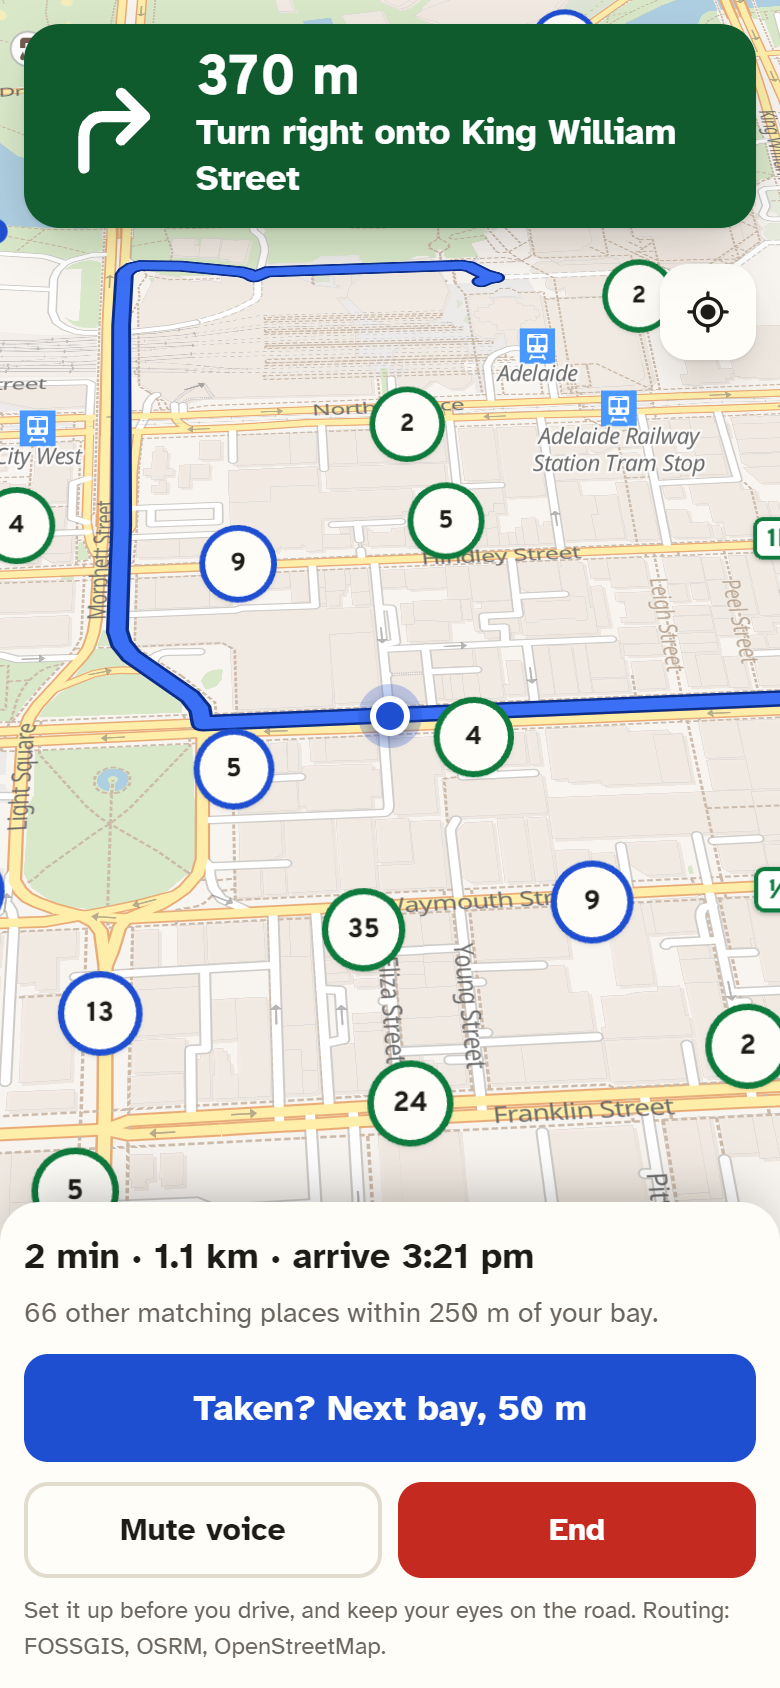 370 m
Turn right onto King William
Street
2
Adelaide
Adelaide Railway
Station Tram Stop
City West
2
4
5
9
Hindley Street
Morphett Street
Leigh Street
Peel Street
4
5
Light Square
9
35
Eliza Street
Young Street
13
2
24
Franklin Street
5
2 min · 1.1 km · arrive 3:21 pm
66 other matching places within 250 m of your bay.
Taken? Next bay, 50 m
Mute voice
End
Set it up before you drive, and keep your eyes on the road. Routing:
FOSSGIS, OSRM, OpenStreetMap.